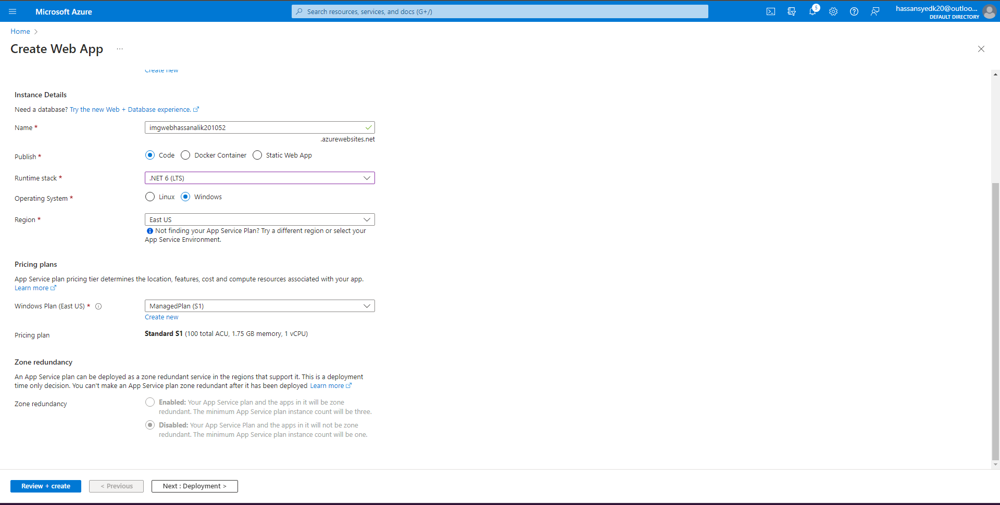 Microsoft Azure
Search resources, services, and docs (G+/)
5
hassansyedk20@outloo...
DEFAULT DIRECTORY
Home
Create Web App
...
Create new
Instance Details
Need a database? Try the new Web + Database experience.
Name *
imgwebhassanalik201052
.azurewebsites.net
Publish *
Code
Docker Container
Static Web App
Runtime stack *
.NET 6 (LTS)
Operating System *
Linux
Windows
Region *
East US
Not finding your App Service Plan? Try a different region or select your
App Service Environment.
Pricing plans
App Service plan pricing tier determines the location, features, cost and compute resources associated with your app.
Learn more
Windows Plan (East US) *
ManagedPlan (S1)
Create new
Pricing plan
Standard S1 (100 total ACU, 1.75 GB memory, 1 vCPU)
Zone redundancy
An App Service plan can be deployed as a zone redundant service in the regions that support it. This is a deployment
time only decision. You can't make an App Service plan zone redundant after it has been deployed Learn more
Zone redundancy
Enabled: Your App Service plan and the apps in it will be zone
redundant. The minimum App Service plan instance count will be three.
Disabled: Your App Service Plan and the apps in it will not be zone
redundant. The minimum App Service plan instance count will be one.
Review + create
< Previous
Next : Deployment >